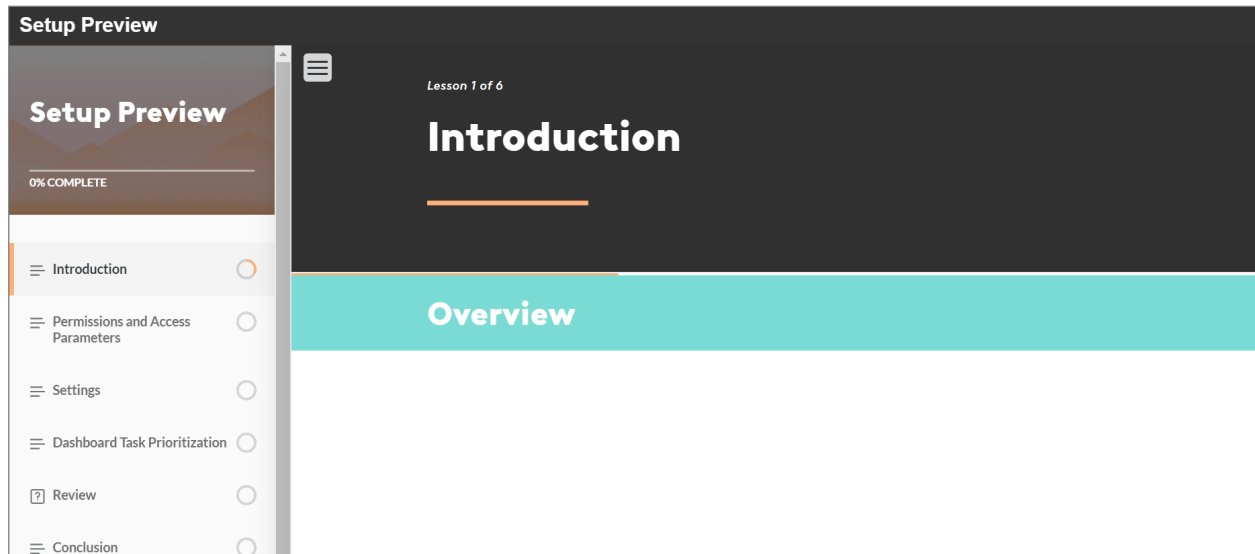 Setup Preview
Setup Preview
0% COMPLETE
Introduction
Permissions and Access
Parameters
Settings
Dashboard Task Prioritization
Review
Conclusion
Lesson 1 of 6
Introduction
Overview